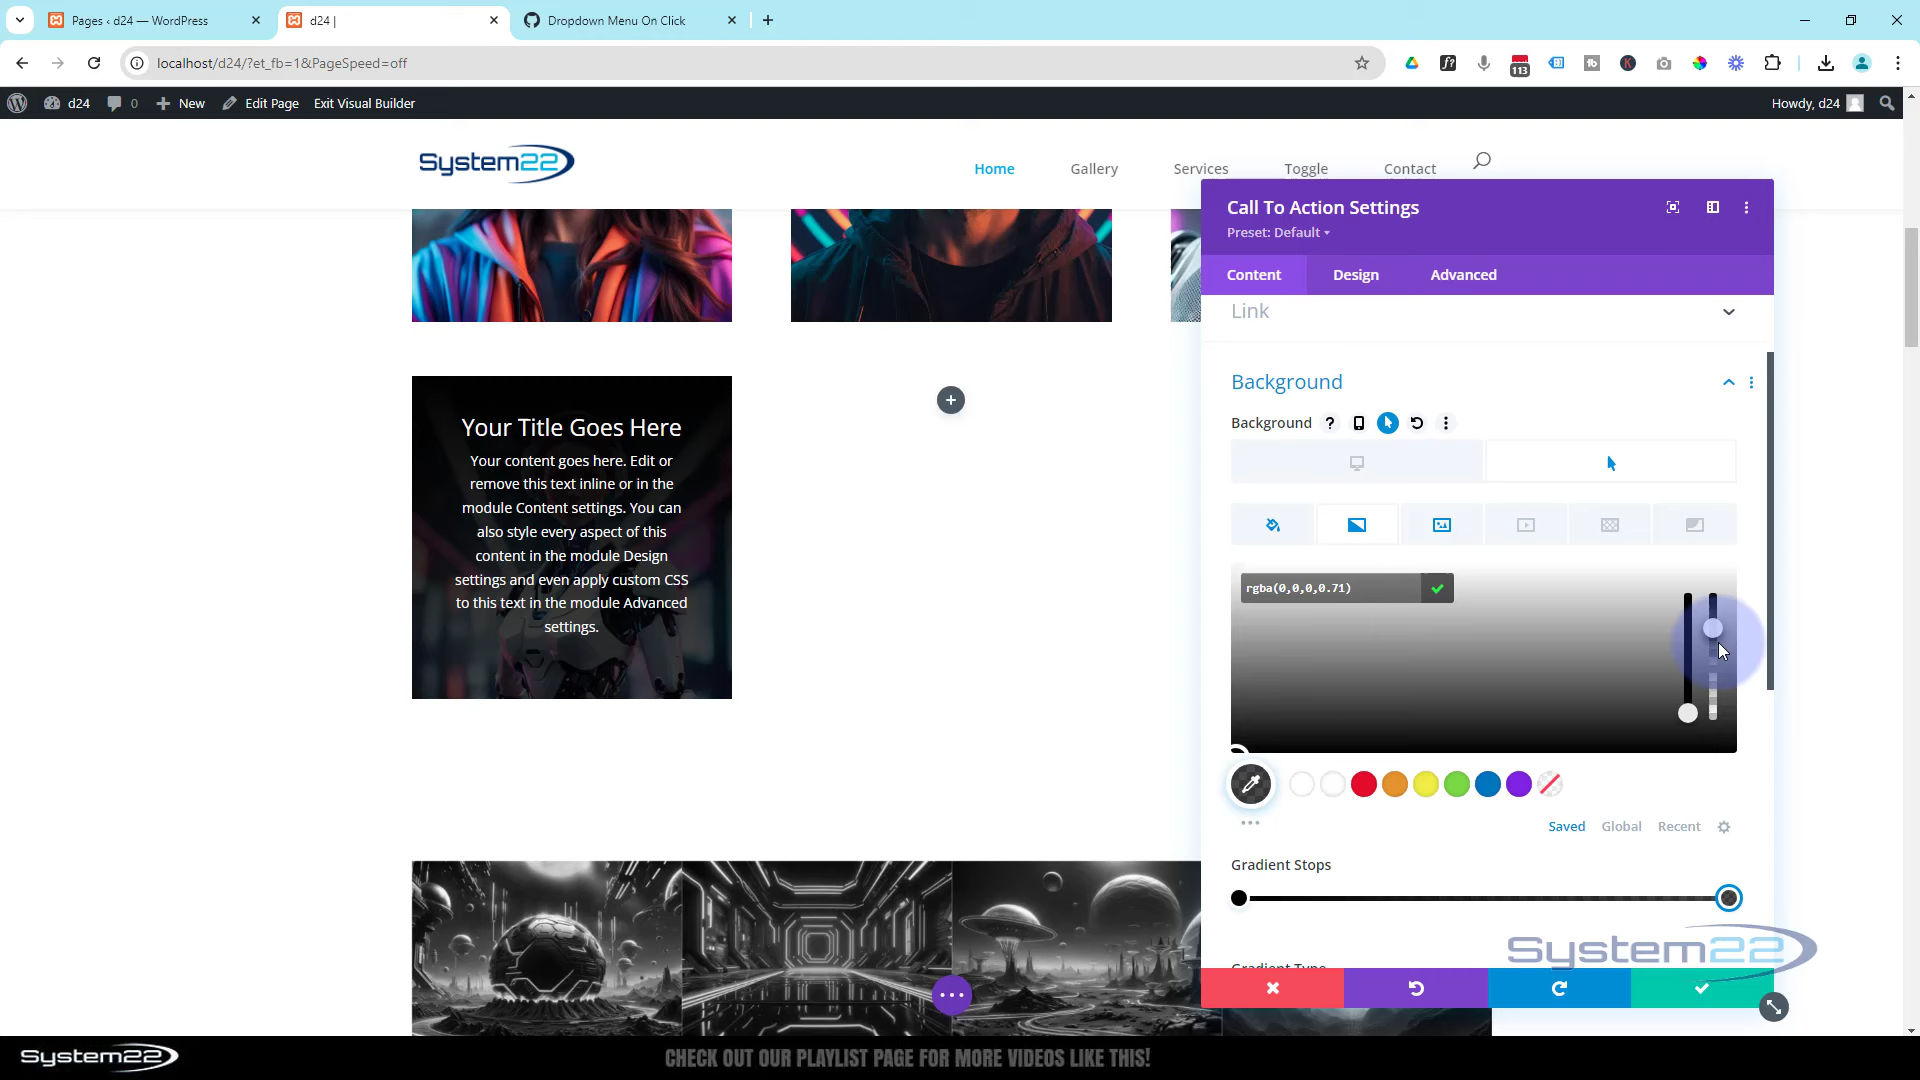 Pages ‹ d24 — WordPress
d24 |
Dropdown Menu On Click
localhost/d24/?et_fb=1&PageSpeed=off
113
d24
0
New
Edit Page
Exit Visual Builder
Howdy, d24
System22
Home
Gallery
Services
Toggle
Contact
Call To Action Settings
Preset: Default
Content
Design
Advanced
Link
Background
Background
rgba(0,0,0,0.71)
Saved
Global
Recent
Gradient Stops
Gradient Type
Your Title Goes Here
Your content goes here. Edit or
remove this text inline or in the
module Content settings. You can
also style every aspect of this
content in the module Design
settings and even apply custom CSS
to this text in the module Advanced
settings.
System22
System22
CHECK OUT OUR PLAYLIST PAGE FOR MORE VIDEOS LIKE THIS!